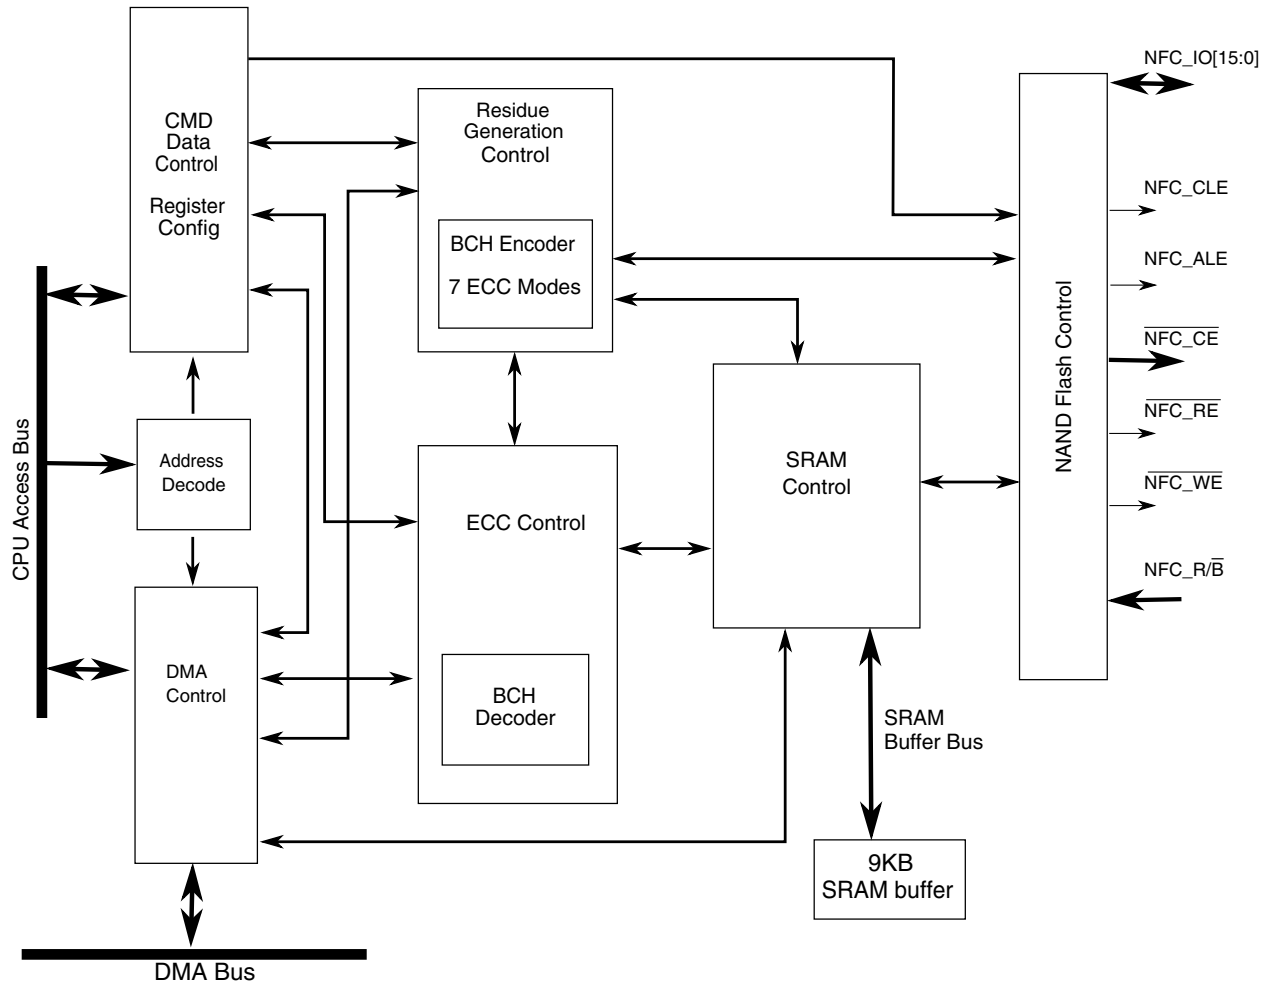 CMD
Data
Control
Register
Config
Residue
Generation
Control
BCH Encoder
7 ECC Modes
NFC_IO[15:0]
NFC_CLE
NFC_ALE
NFC_CE
NFC_RE
NFC_WE
NFC_R/B
NAND Flash Control
CPU Access Bus
Address
Decode
ECC Control
SRAM
Control
DMA
Control
BCH
Decoder
SRAM
Buffer Bus
9KB
SRAM buffer
DMA Bus